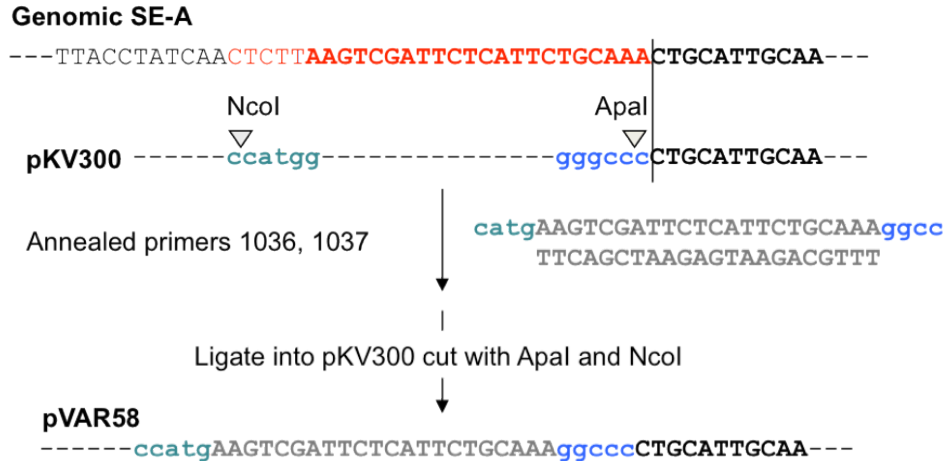 Genomic SE-A
---TTACCTATCAACTCTTAAGTCGATTCTCATTCTGCAAACTGCATTGCAA---
NcoI ApaI
pKV300 ------ccatgg---------------gggcccCTGCATTGCAA---
Annealed primers 1036, 1037
catgAAGTCGATTCTCATTCTGCAAAggcc
TTCAGCTAAGAGTAAGACGTTT
Ligate into pKV300 cut with ApaI and NcoI
pVAR58
------ccatgAAGTCGATTCTCATTCTGCAAAggcccCTGCATTGCAA---